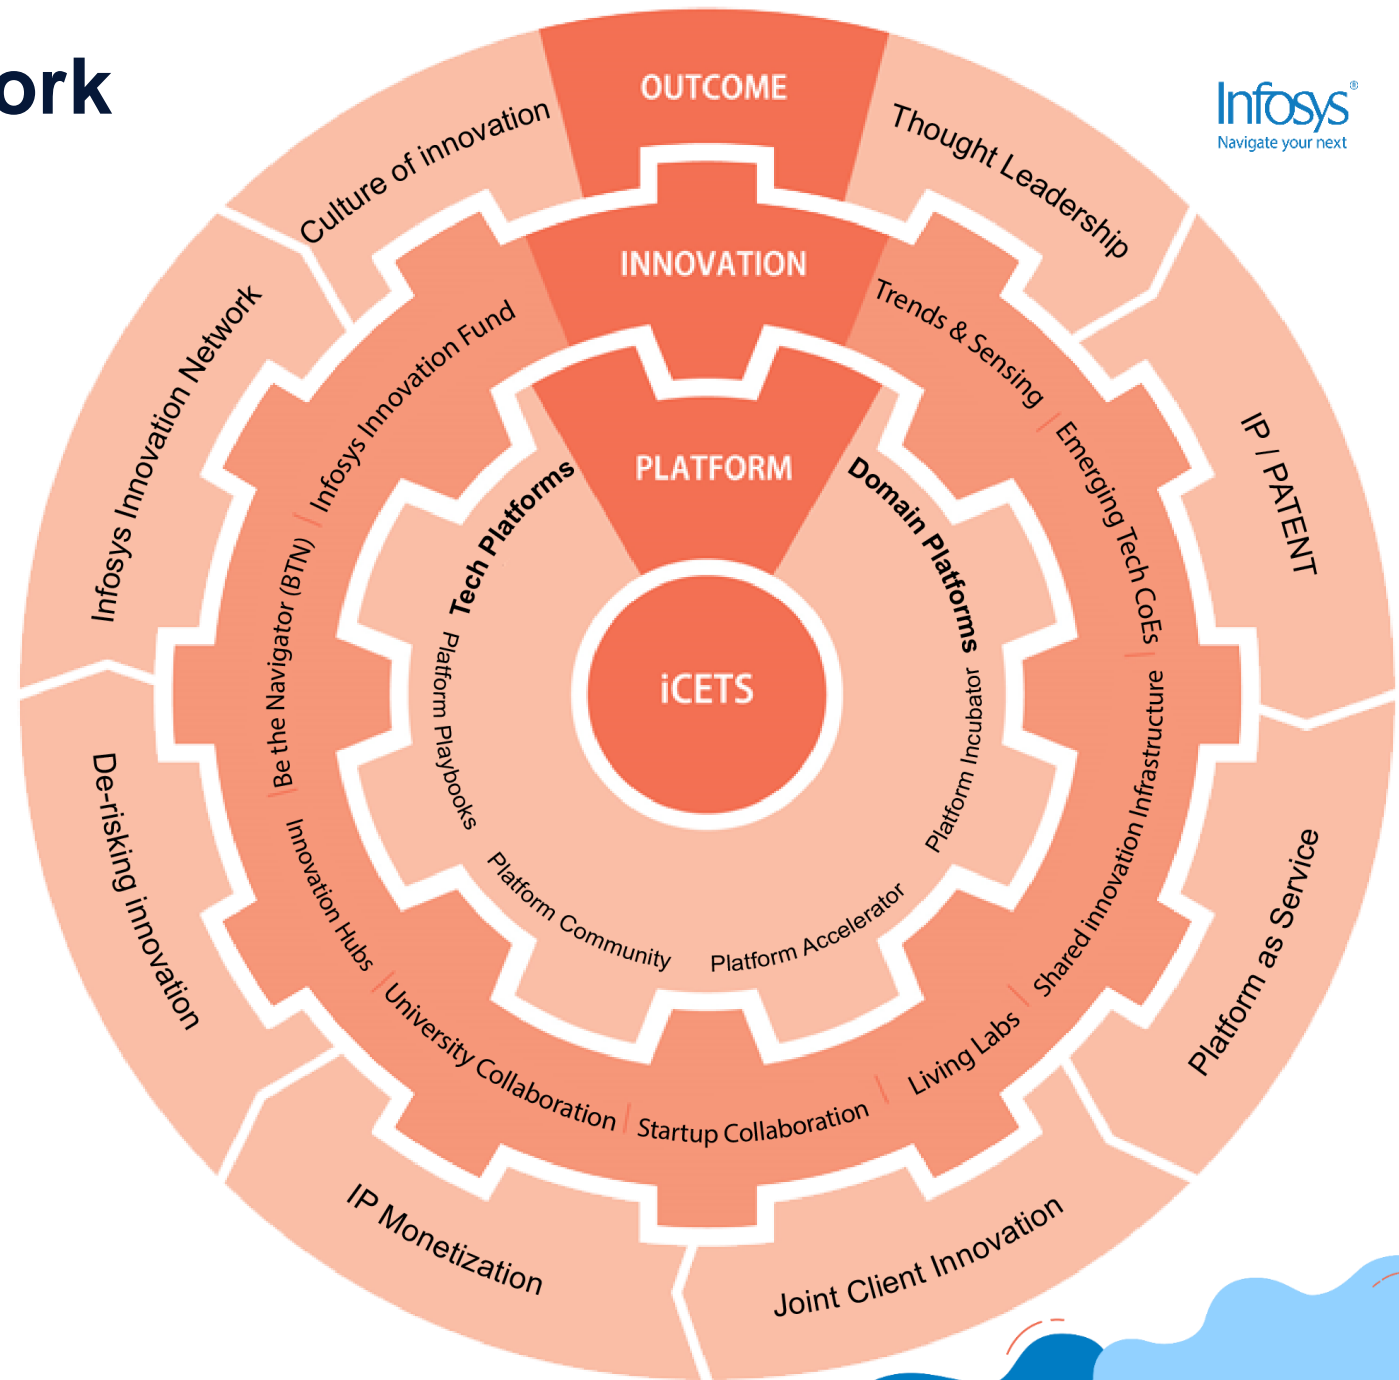 ork
Infosys®
Navigate your next
OUTCOME
Thought Leadership
IP / PATENT
Platform as Service
Joint Client Innovation
IP Monetization
De-risking innovation
Infosys Innovation Network
Culture of innovation
INNOVATION
Trends & Sensing
Emerging Tech CoEs
Shared innovation Infrastructure
Living Labs
Startup Collaboration
University Collaboration
Innovation Hubs
Be the Navigator (BTN)
Infosys Innovation Fund
PLATFORM
Domain Platforms
Platform Incubator
Platform Accelerator
Platform Community
Platform Playbooks
Tech Platforms
iCETS